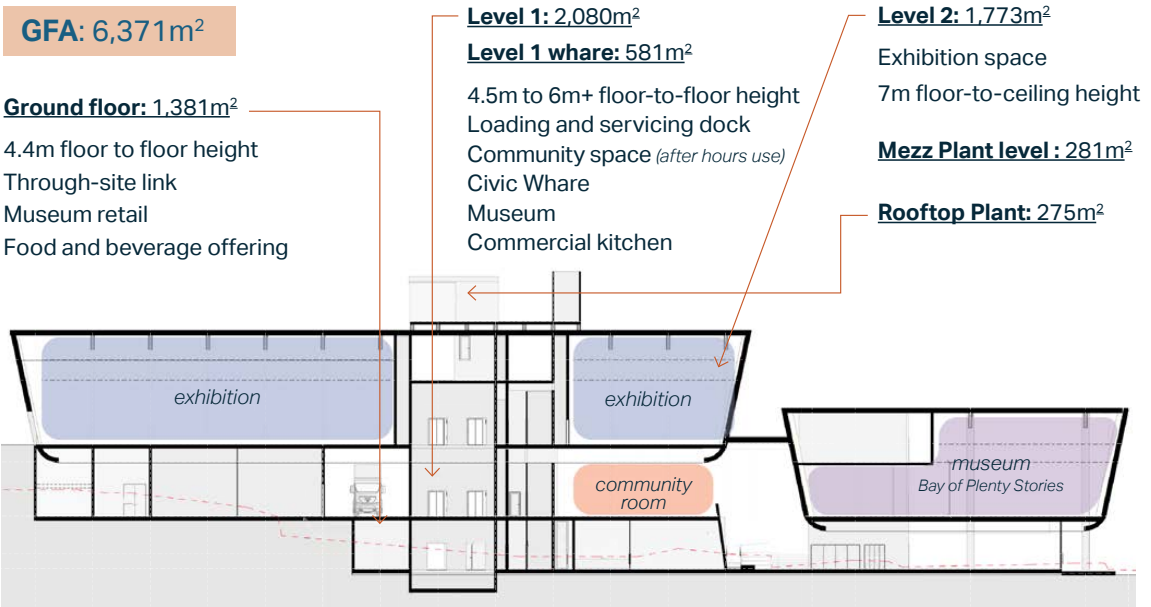 GFA: 6,371m²
Ground floor: 1,381m²
4.4m floor to floor height
Through-site link
Museum retail
Food and beverage offering
Level 1: 2,080m²
Level 1 whare: 581m²
4.5m to 6m+ floor-to-floor height
Loading and servicing dock
Community space (after hours use)
Civic Whare
Museum
Commercial kitchen
Level 2: 1,773m²
Exhibition space
7m floor-to-ceiling height
Mezz Plant level : 281m²
Rooftop Plant: 275m²
exhibition
exhibition
community
room
museum
Bay of Plenty Stories